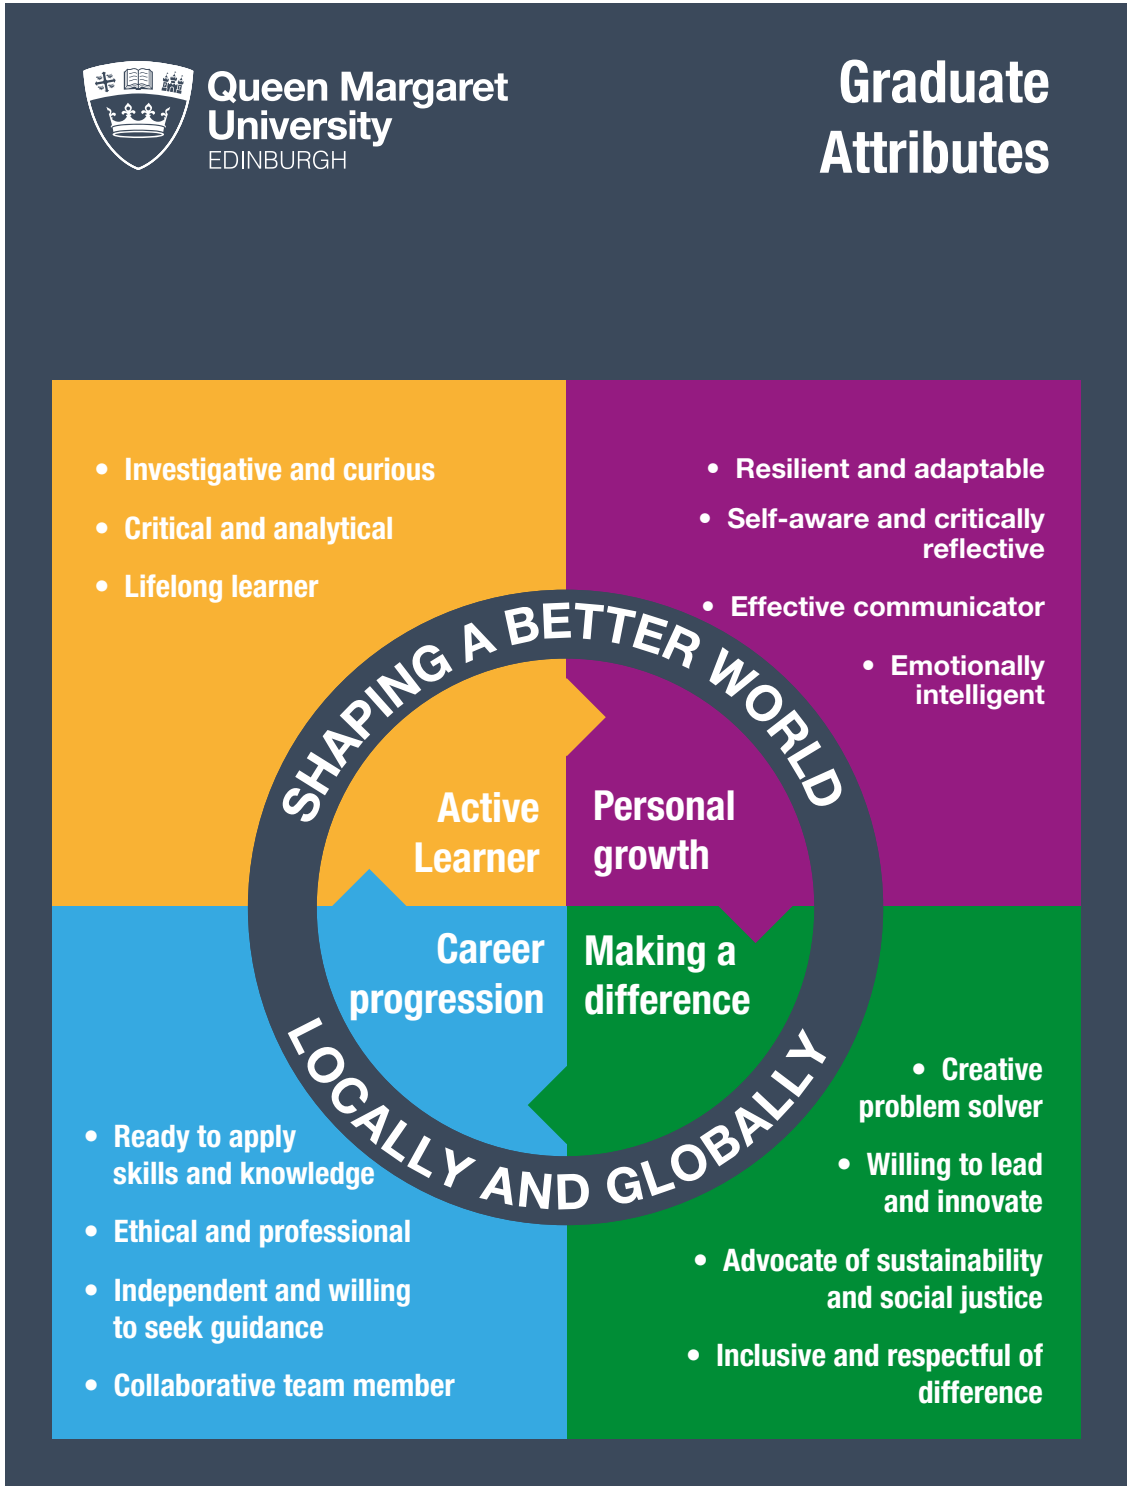 Queen Margaret
University
EDINBURGH
Graduate
Attributes
• Investigative and curious
• Critical and analytical
• Lifelong learner
• Resilient and adaptable
• Self-aware and critically
reflective
• Effective communicator
• Emotionally
intelligent
SHAPING A BETTER WORLD
Active
Learner
Personal
growth
Career
progression
Making a
difference
LOCALLY AND GLOBALLY
• Ready to apply
skills and knowledge
• Ethical and professional
• Independent and willing
to seek guidance
• Collaborative team member
• Creative
problem solver
• Willing to lead
and innovate
• Advocate of sustainability
and social justice
• Inclusive and respectful of
difference